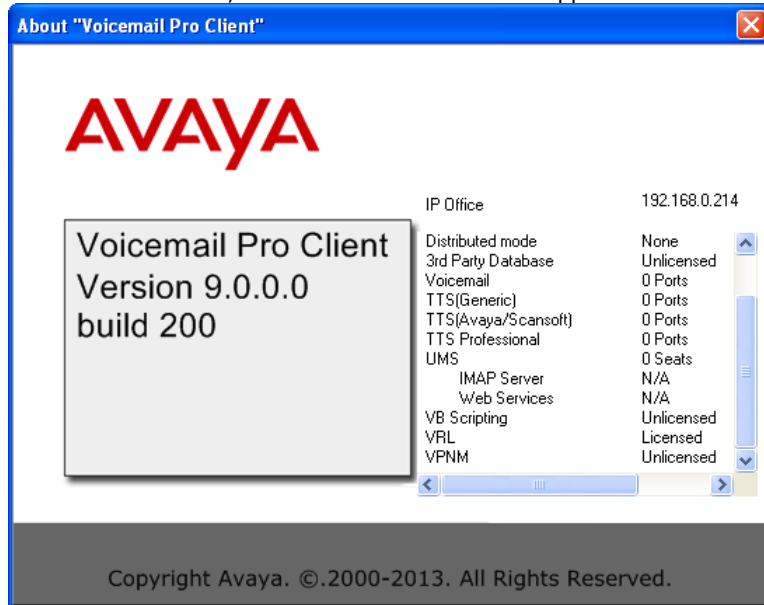 About "Voicemail Pro Client"
AVAYA
IP Office 192.168.0.214
Voicemail Pro Client
Version 9.0.0.0
build 200
Distributed mode None
3rd Party Database Unlicensed
Voicemail 0 Ports
TTS(Generic) 0 Ports
TTS(Avaya/Scansoft) 0 Ports
TTS Professional 0 Ports
UMS 0 Seats
IMAP Server N/A
Web Services N/A
VB Scripting Unlicensed
VRL Licensed
VPNM Unlicensed
Copyright Avaya. ©.2000-2013. All Rights Reserved.